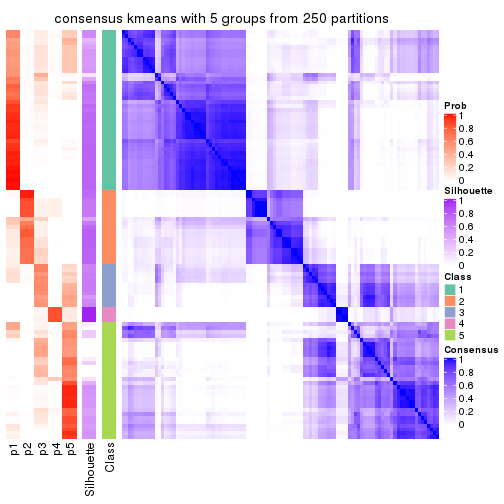 consensus kmeans with 5 groups from 250 partitions
Prob
1
0.8
0.6
0.4
0.2
0
Silhouette
1
0.8
0.6
0.4
0.2
0
Class
1
2
3
4
5
Consensus
1
0.8
0.6
0.4
0.2
0
p1
p2
p3
p4
p5
Silhouette
Class